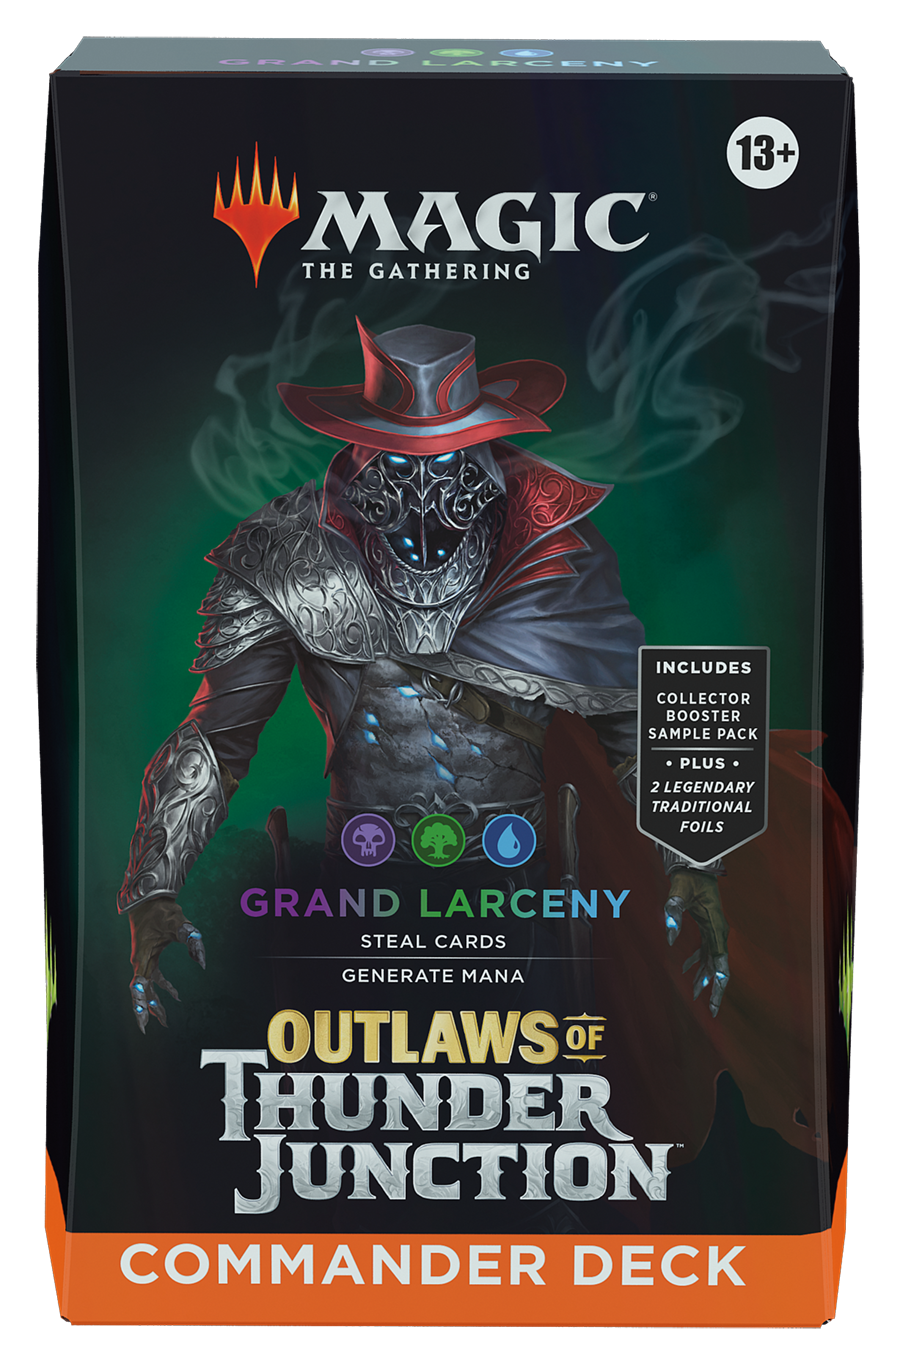 GRAND LARCENY
13+
MAGIC®
THE GATHERING
INCLUDES
COLLECTOR
BOOSTER
SAMPLE PACK
• PLUS •
2 LEGENDARY
TRADITIONAL
FOILS
GRAND LARCENY
STEAL CARDS
GENERATE MANA
OUTLAWS OF
THUNDER
JUNCTION™
COMMANDER DECK